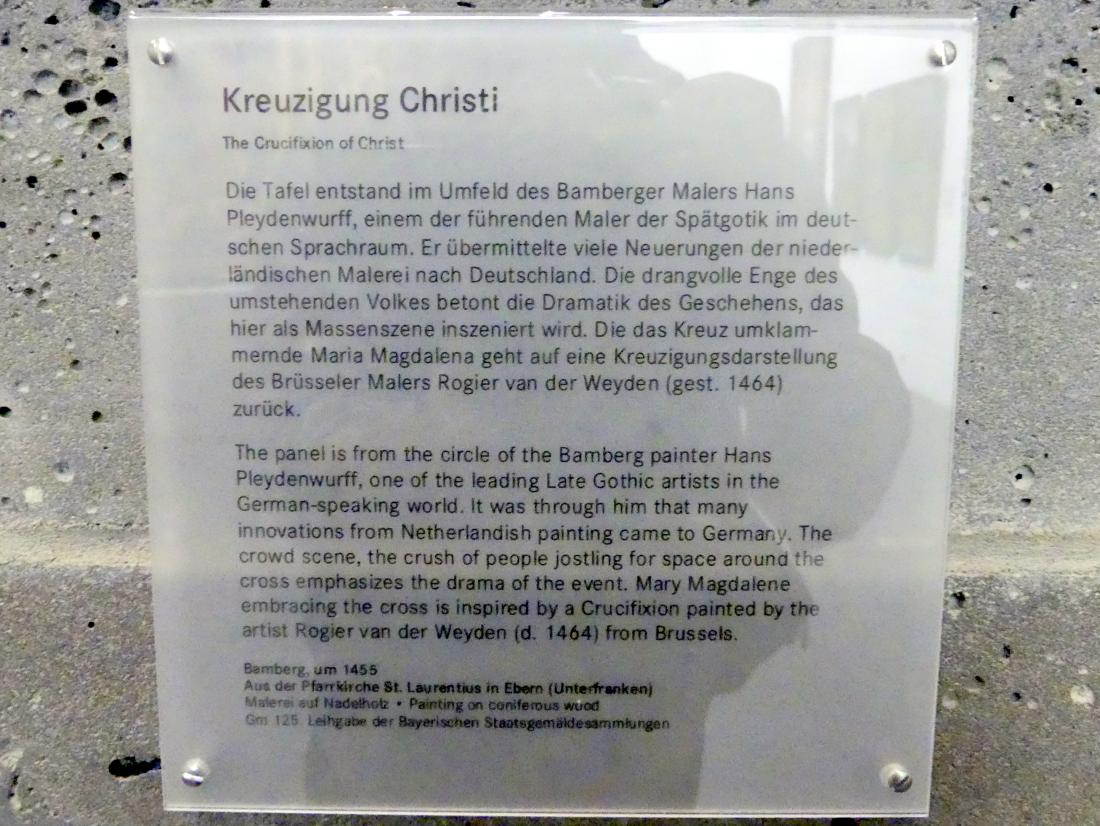 Kreuzigung Christi
The Crucifixion of Christ
Die Tafel entstand im Umfeld des Bamberger Malers Hans
Pleydenwurff, einem der führenden Maler der Spätgotik im deut-
schen Sprachraum. Er übermittelte viele Neuerungen der nieder-
ländischen Malerei nach Deutschland. Die drangvolle Enge des
umstehenden Volkes betont die Dramatik des Geschehens, das
hier als Massenszene inszeniert wird. Die das Kreuz umklam-
mernde Maria Magdalena geht auf eine Kreuzigungsdarstellung
des Brüsseler Malers Rogier van der Weyden (gest. 1464)
zurück.
The panel is from the circle of the Bamberg painter Hans
Pleydenwurff, one of the leading Late Gothic artists in the
German-speaking world. It was through him that many
innovations from Netherlandish painting came to Germany. The
crowd scene, the crush of people jostling for space around the
cross emphasizes the drama of the event. Mary Magdalene
embracing the cross is inspired by a Crucifixion painted by the
artist Rogier van der Weyden (d. 1464) from Brussels.
Bamberg, um 1455
Aus der Pfarrkirche St. Laurentius in Ebern (Unterfranken)
Malerei auf Nadelholz • Painting on coniferous wood
Gm 125 Leihgabe der Bayerischen Staatsgemäldesammlungen